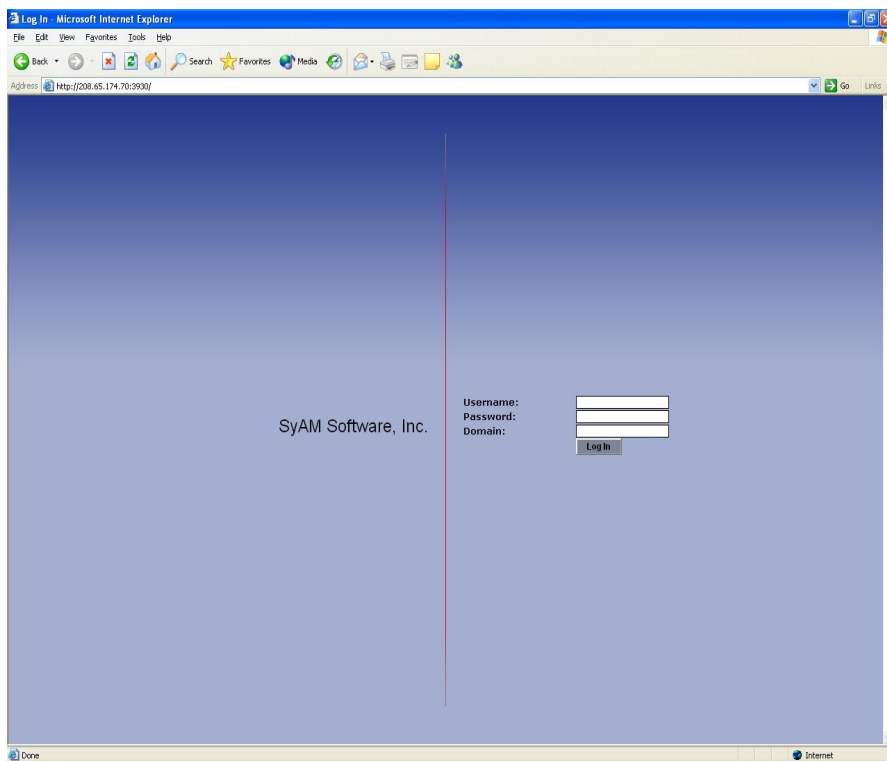 Log In - Microsoft Internet Explorer
File Edit View Favorites Tools Help
Back Search Favorites Media
Address http://208.65.174.70:3930/ Go Links
Username:
Password:
SyAM Software, Inc.
Domain:
Log In
Done Internet